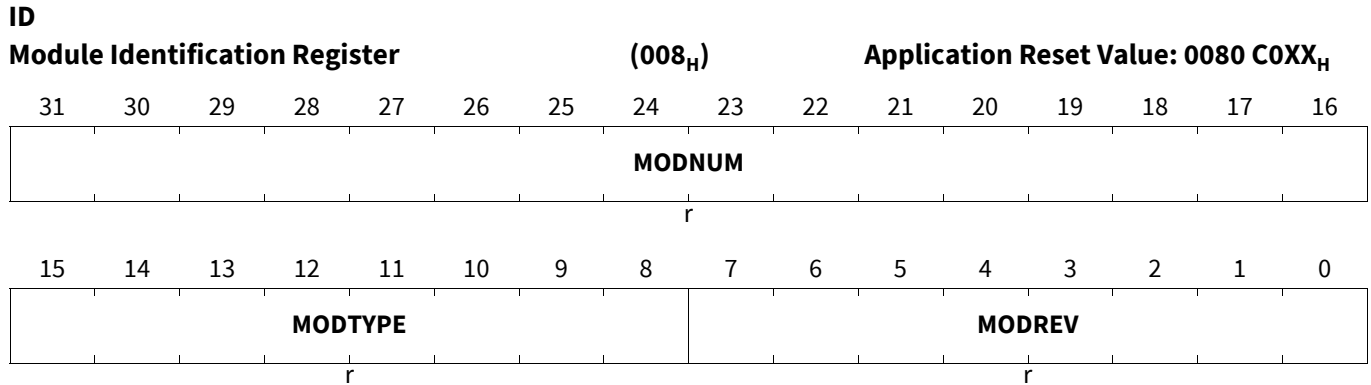 ID
Module Identification Register (008H) Application Reset Value: 0080 C0XXH
31 30 29 28 27 26 25 24 23 22 21 20 19 18 17 16
MODNUM
r
15 14 13 12 11 10 9 8 7 6 5 4 3 2 1 0
MODTYPE MODREV
r r